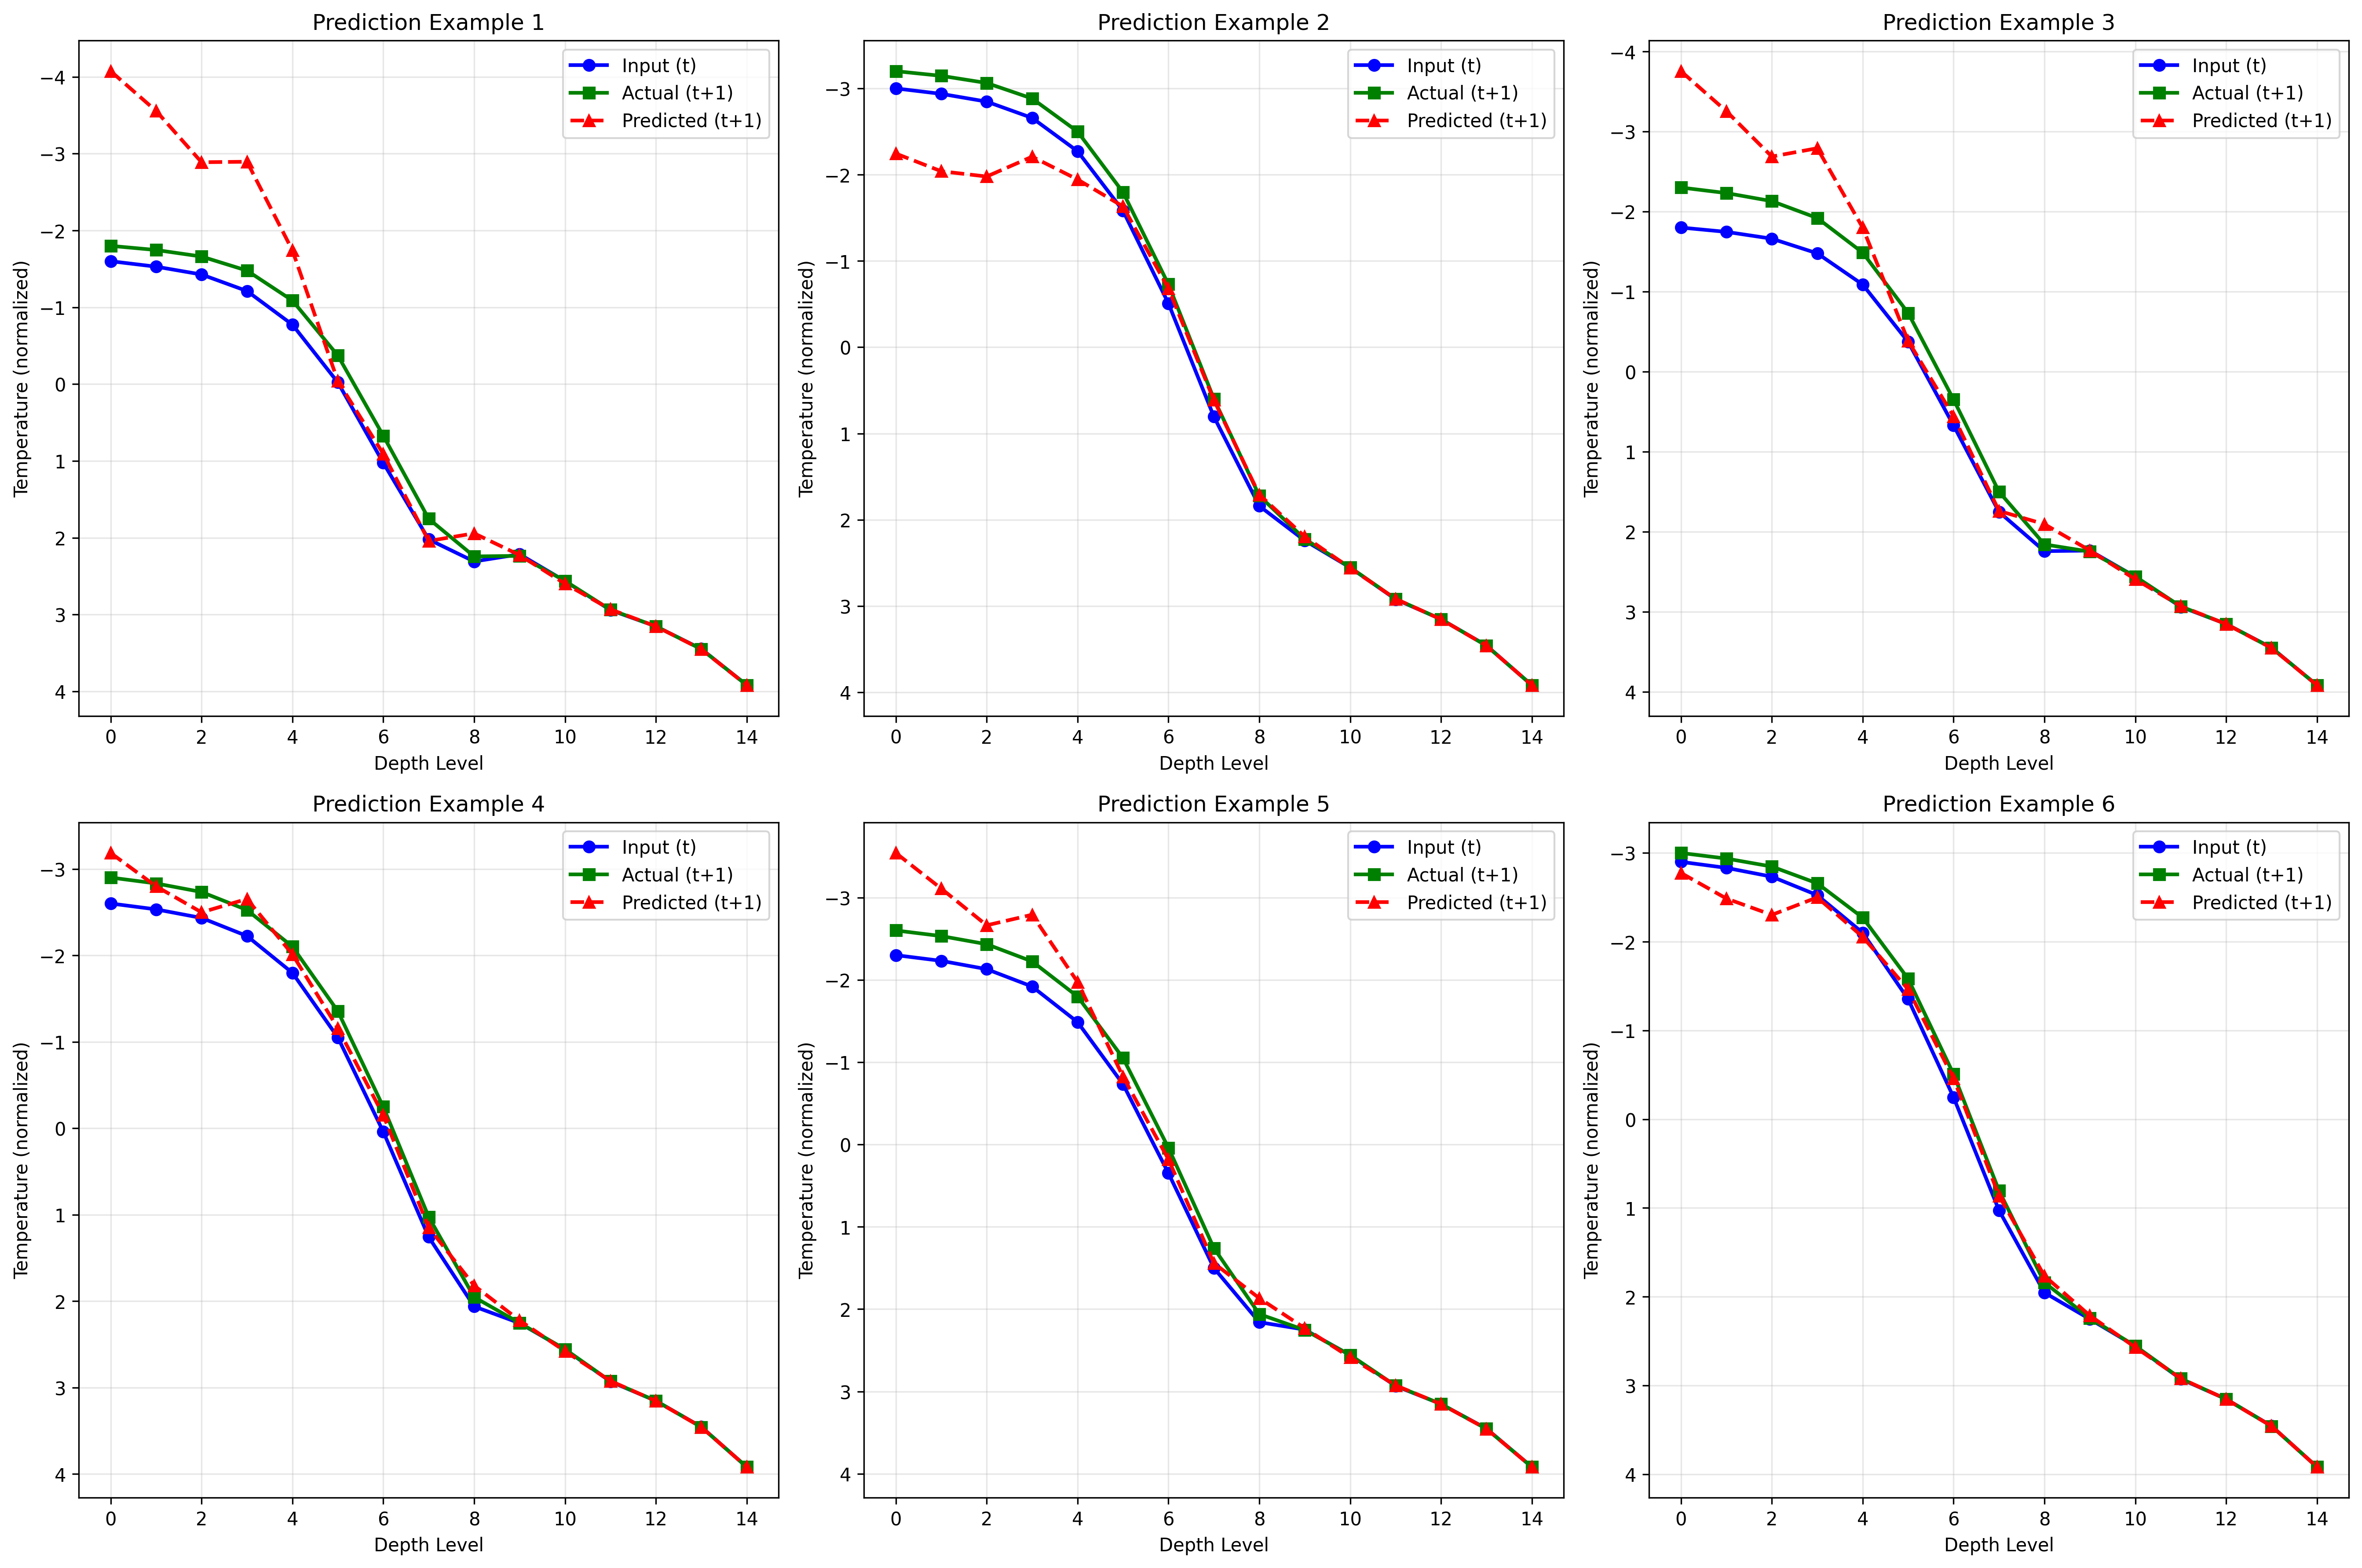 Prediction Example 1
Temperature (normalized)
−4
−3
−2
−1
0
1
2
3
4
Input (t)
Actual (t+1)
Predicted (t+1)
0 2 4 6 8 10 12 14
Depth Level
Prediction Example 2
Temperature (normalized)
−3
−2
−1
0
1
2
3
4
Input (t)
Actual (t+1)
Predicted (t+1)
0 2 4 6 8 10 12 14
Depth Level
Prediction Example 3
Temperature (normalized)
−4
−3
−2
−1
0
1
2
3
4
Input (t)
Actual (t+1)
Predicted (t+1)
0 2 4 6 8 10 12 14
Depth Level
Prediction Example 4
Temperature (normalized)
−3
−2
−1
0
1
2
3
4
Input (t)
Actual (t+1)
Predicted (t+1)
0 2 4 6 8 10 12 14
Depth Level
Prediction Example 5
Temperature (normalized)
−3
−2
−1
0
1
2
3
4
Input (t)
Actual (t+1)
Predicted (t+1)
0 2 4 6 8 10 12 14
Depth Level
Prediction Example 6
Temperature (normalized)
−3
−2
−1
0
1
2
3
4
Input (t)
Actual (t+1)
Predicted (t+1)
0 2 4 6 8 10 12 14
Depth Level